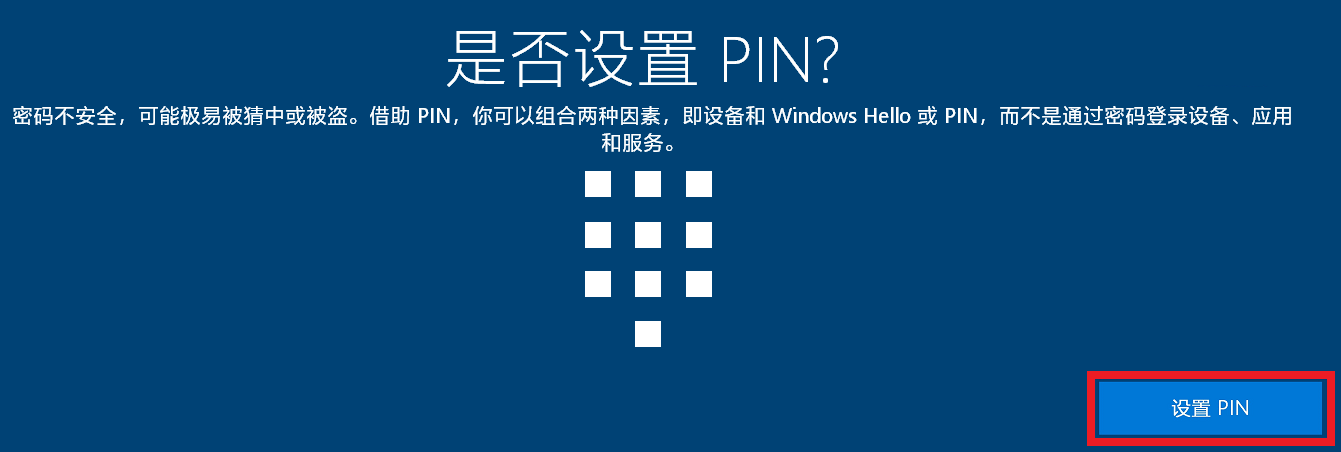 是否设置 PIN?
密码不安全，可能极易被猜中或被盗。借助 PIN，你可以组合两种因素，即设备和 Windows Hello 或 PIN，而不是通过密码登录设备、应用
和服务。
设置 PIN